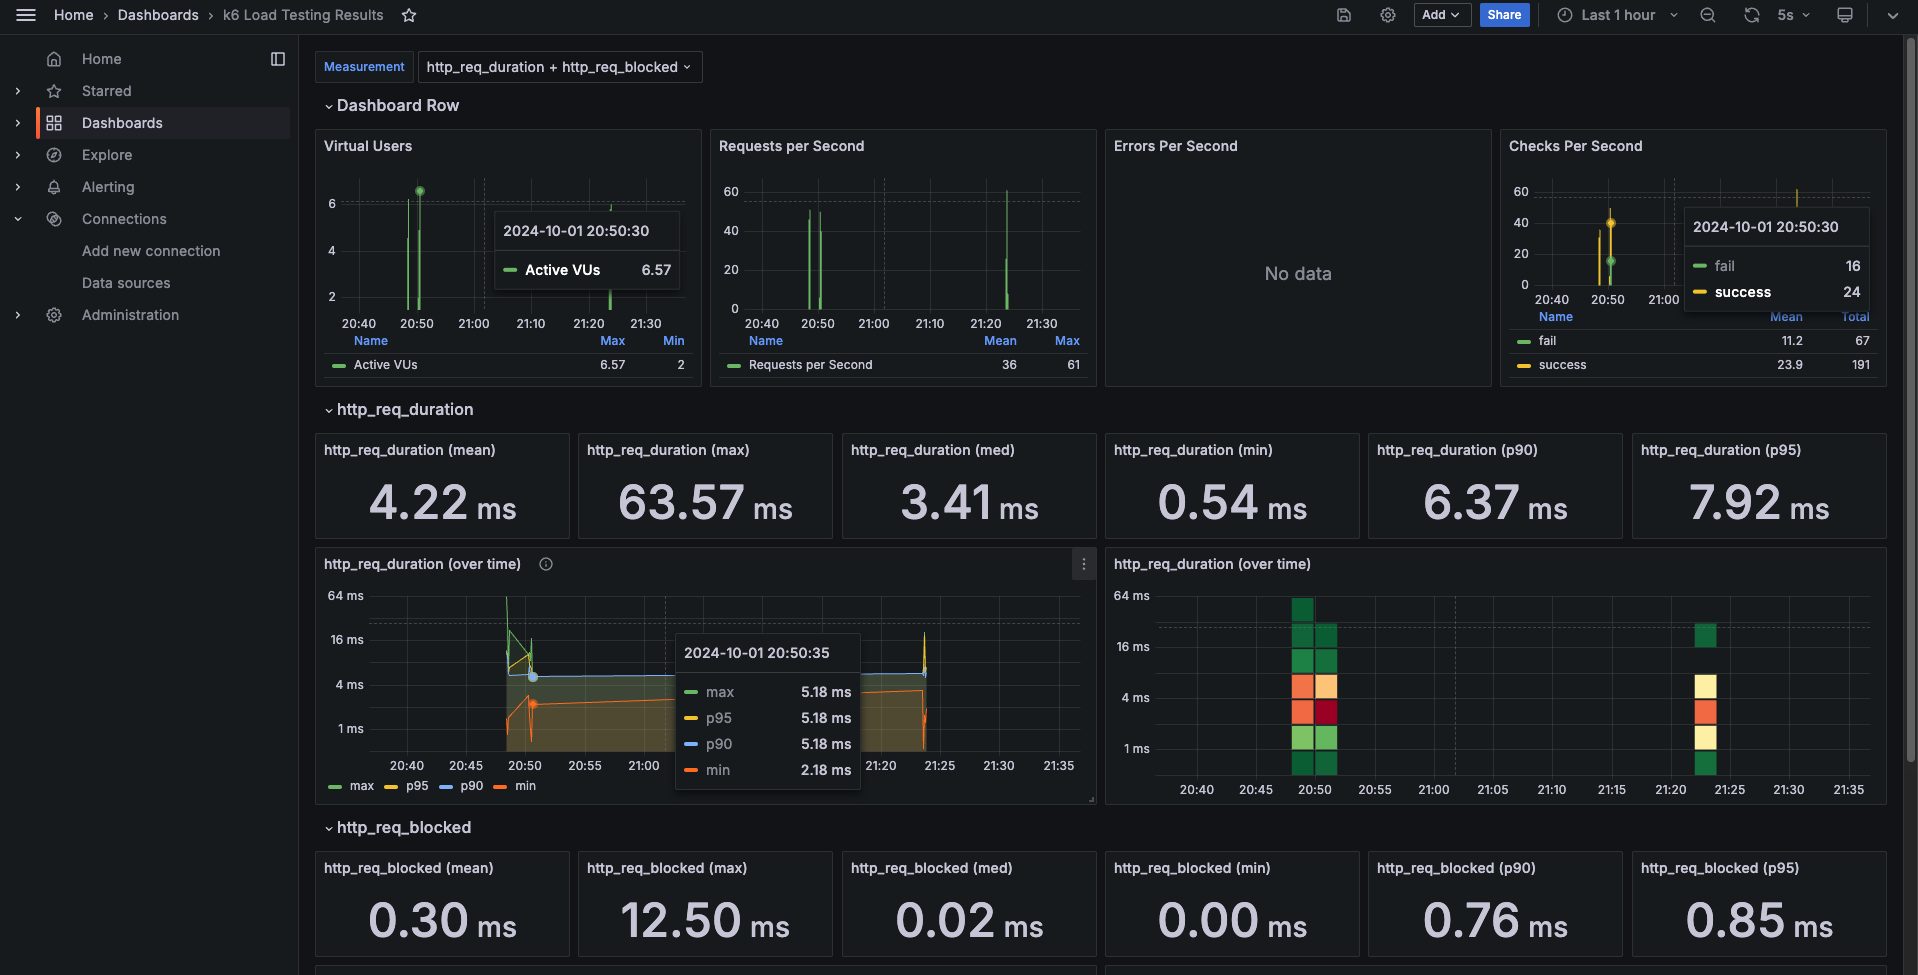 Home › Dashboards › k6 Load Testing Results
Add
Share
Last 1 hour
5s
Home
Starred
Dashboards
Explore
Alerting
Connections
Add new connection
Data sources
Administration
Measurement
http_req_duration + http_req_blocked
Dashboard Row
Virtual Users
6
4
2
20:40 20:50 21:00 21:10 21:20 21:30
2024-10-01 20:50:30
Active VUs 6.57
Name Max Min
Active VUs 6.57 2
Requests per Second
60
40
20
0
20:40 20:50 21:00 21:10 21:20 21:30
Name Mean Max
Requests per Second 36 61
Errors Per Second
No data
Checks Per Second
60
40
20
0
20:40 20:50 21:00
2024-10-01 20:50:30
fail 16
success 24
Name Mean Total
fail 11.2 67
success 23.9 191
http_req_duration
http_req_duration (mean)
4.22 ms
http_req_duration (max)
63.57 ms
http_req_duration (med)
3.41 ms
http_req_duration (min)
0.54 ms
http_req_duration (p90)
6.37 ms
http_req_duration (p95)
7.92 ms
http_req_duration (over time)
64 ms
16 ms
4 ms
1 ms
20:40 20:45 20:50 20:55 21:00 21:20 21:25 21:30 21:35
max p95 p90 min
2024-10-01 20:50:35
max 5.18 ms
p95 5.18 ms
p90 5.18 ms
min 2.18 ms
http_req_duration (over time)
64 ms
16 ms
4 ms
1 ms
20:40 20:45 20:50 20:55 21:00 21:05 21:10 21:15 21:20 21:25 21:30 21:35
http_req_blocked
http_req_blocked (mean)
0.30 ms
http_req_blocked (max)
12.50 ms
http_req_blocked (med)
0.02 ms
http_req_blocked (min)
0.00 ms
http_req_blocked (p90)
0.76 ms
http_req_blocked (p95)
0.85 ms